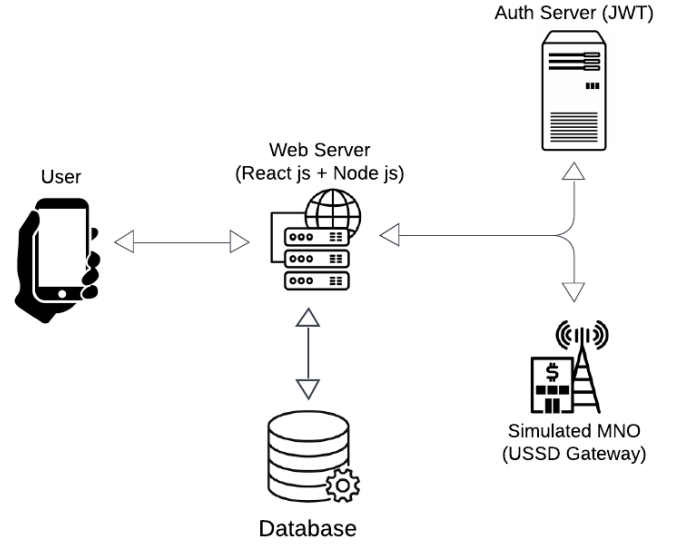 Auth Server (JWT)
Web Server
(React js + Node js)
User
$
Simulated MNO
(USSD Gateway)
Database